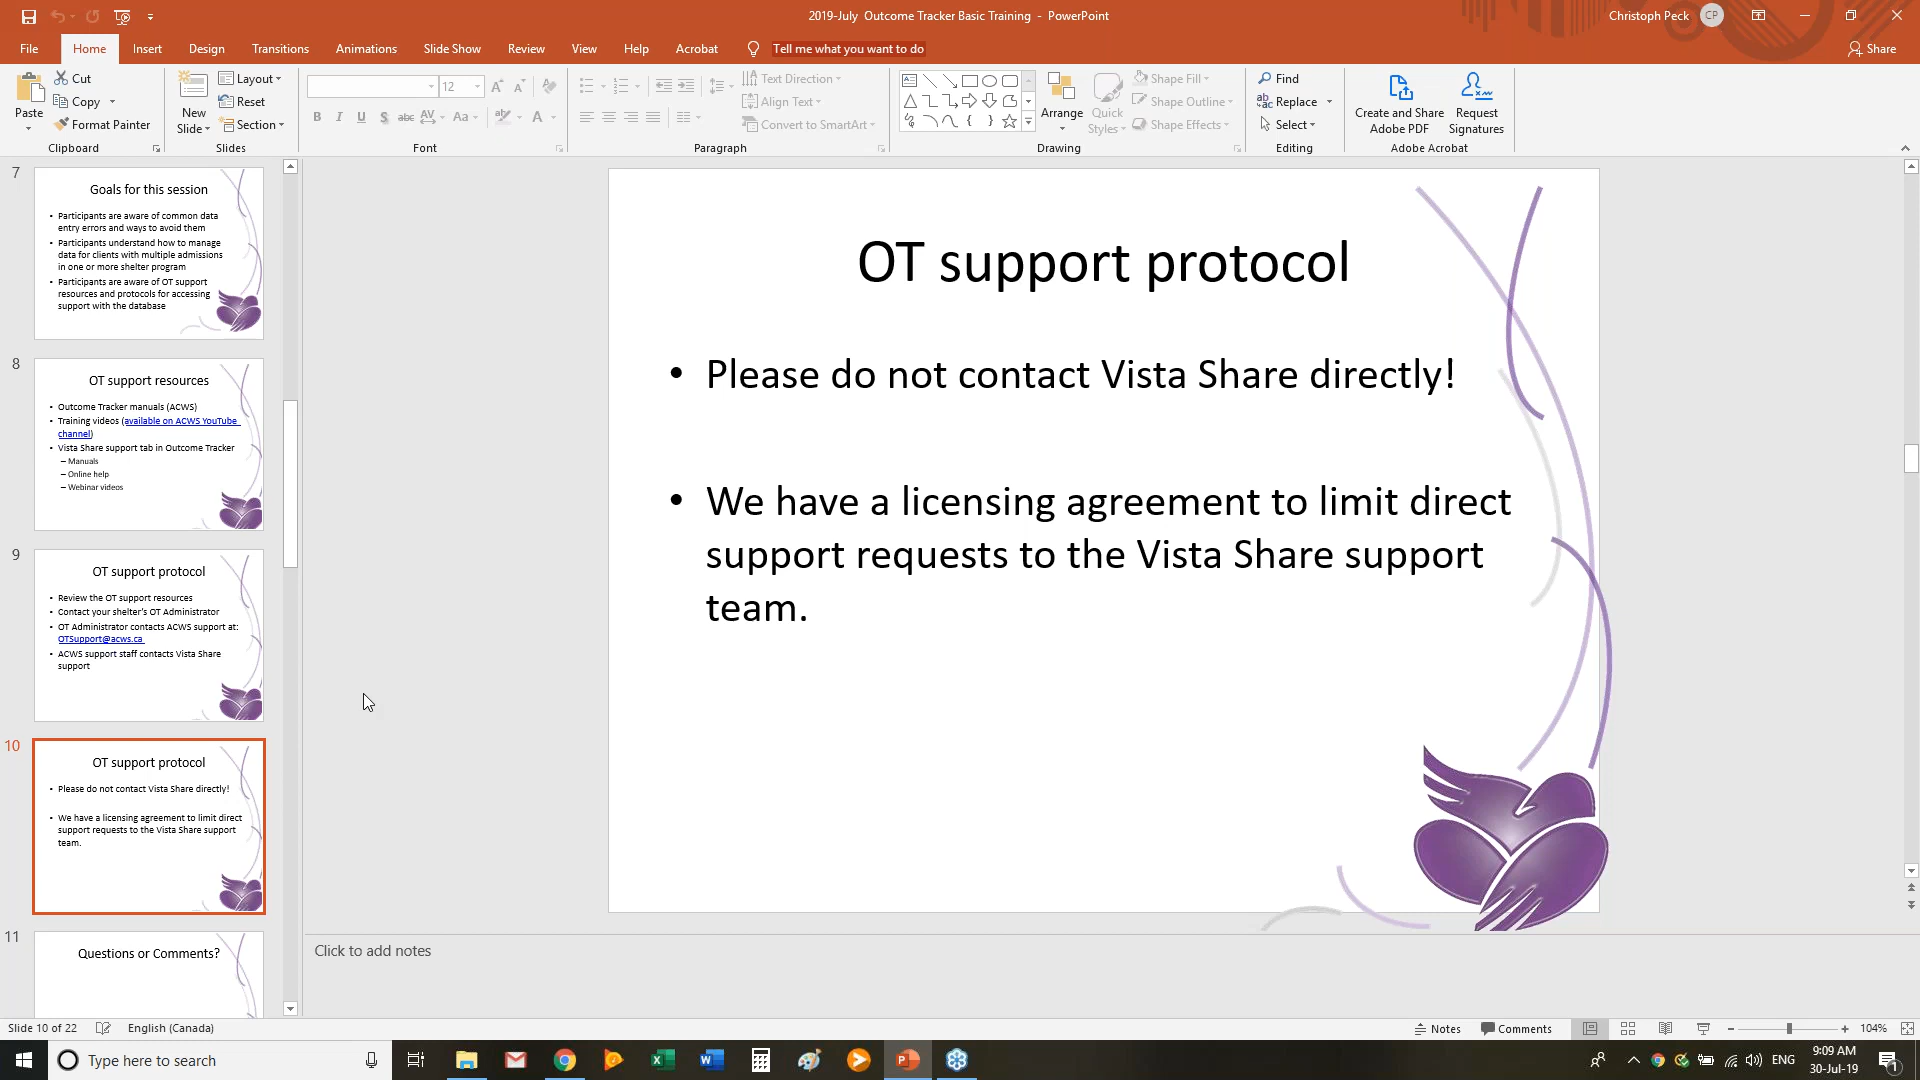 2019-July  Outcome Tracker Basic Training  -  PowerPoint
Christoph Peck
CP
File
Home
Insert
Design
Transitions
Animations
Slide Show
Review
View
Help
Acrobat
Tell me what you want to do
Share
Paste
Cut
Copy
Format Painter
Clipboard
New
Slide
Layout
Reset
Section
Slides
12
B
I
U
S
abc
AV
Aa
A
Font
Text Direction
Align Text
Convert to SmartArt
Paragraph
Arrange
Quick
Styles
Shape Fill
Shape Outline
Shape Effects
Drawing
Find
Replace
Select
Editing
Create and Share
Adobe PDF
Request
Signatures
Adobe Acrobat
7
Goals for this session
• Participants are aware of common data
entry errors and ways to avoid them
• Participants understand how to manage
data for clients with multiple admissions
in one or more shelter program
• Participants are aware of OT support
resources and protocols for accessing
support with the database
8
OT support resources
• Outcome Tracker manuals (ACWS)
• Training videos (available on ACWS YouTube
channel)
• Vista Share support tab in Outcome Tracker
– Manuals
– Online help
– Webinar videos
9
OT support protocol
• Review the OT support resources
• Contact your shelter's OT Administrator
• OT Administrator contacts ACWS support at:
OTSupport@acws.ca
• ACWS support staff contacts Vista Share
support
10
OT support protocol
• Please do not contact Vista Share directly!
• We have a licensing agreement to limit direct
support requests to the Vista Share support
team.
11
Questions or Comments?
OT support protocol
• Please do not contact Vista Share directly!
• We have a licensing agreement to limit direct
support requests to the Vista Share support
team.
Click to add notes
Slide 10 of 22
English (Canada)
Notes
Comments
104%
Type here to search
ENG
9:09 AM
30-Jul-19
1